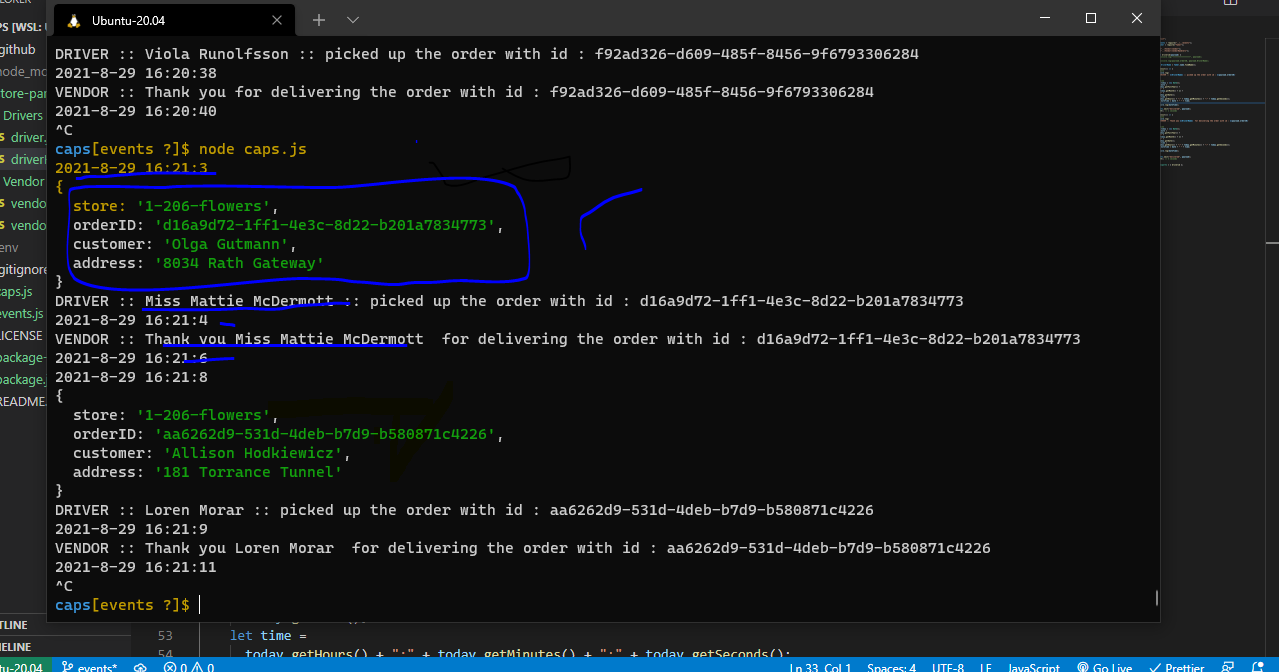 Ubuntu-20.04
PS [WSL:
github
node_mo
tore-par
Drivers
driver.
driverH
Vendor
vendo
vendo
env
gitignore
caps.js
events.js
LICENSE
package-
package.
README.
TLINE
MELINE
DRIVER :: Viola Runolfsson :: picked up the order with id : f92ad326-d609-485f-8456-9f6793306284
2021-8-29 16:20:38
VENDOR :: Thank you for delivering the order with id : f92ad326-d609-485f-8456-9f6793306284
2021-8-29 16:20:40
^C
caps[events ?]$ node caps.js
2021-8-29 16:21:3
{
store: '1-206-flowers',
orderID: 'd16a9d72-1ff1-4e3c-8d22-b201a7834773',
customer: 'Olga Gutmann',
address: '8034 Rath Gateway'
}
DRIVER :: Miss Mattie McDermott :: picked up the order with id : d16a9d72-1ff1-4e3c-8d22-b201a7834773
2021-8-29 16:21:4
VENDOR :: Thank you Miss Mattie McDermott  for delivering the order with id : d16a9d72-1ff1-4e3c-8d22-b201a7834773
2021-8-29 16:21:6
2021-8-29 16:21:8
{
store: '1-206-flowers',
orderID: 'aa6262d9-531d-4deb-b7d9-b580871c4226',
customer: 'Allison Hodkiewicz',
address: '181 Torrance Tunnel'
}
DRIVER :: Loren Morar :: picked up the order with id : aa6262d9-531d-4deb-b7d9-b580871c4226
2021-8-29 16:21:9
VENDOR :: Thank you Loren Morar  for delivering the order with id : aa6262d9-531d-4deb-b7d9-b580871c4226
2021-8-29 16:21:11
^C
caps[events ?]$
53 let time =
54 today.getHours() + ":" + today.getMinutes() + ":" + today.getSeconds();
tu-20.04 events* 0 0 Ln 33, Col 1 Spaces: 4 UTF-8 LF JavaScript Go Live Prettier